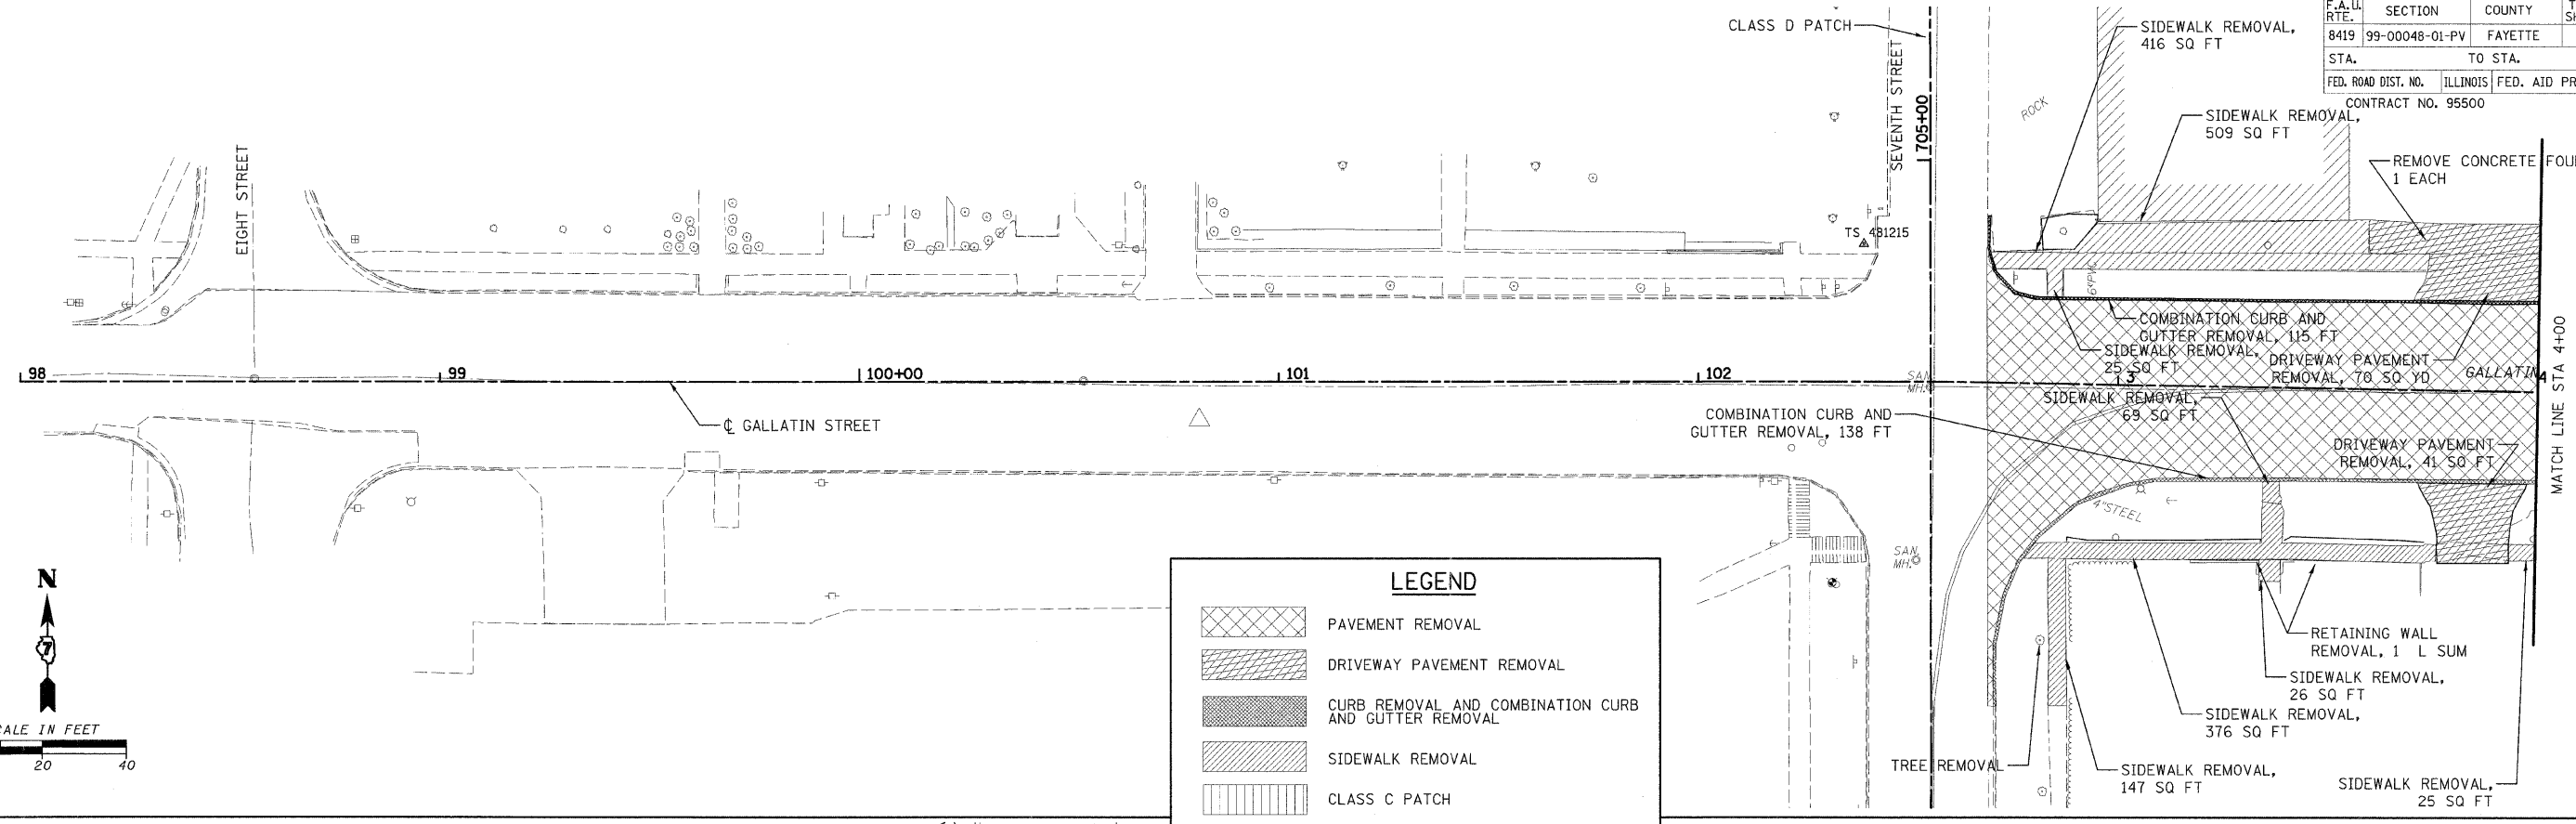 F.A.U. RTE. SECTION COUNTY
8419 99-00048-01-PV FAYETTE
STA. TO STA.
FED. ROAD DIST. NO. ILLINOIS FED. AID
CONTRACT NO. 95500
CLASS D PATCH
SIDEWALK REMOVAL,
416 SQ FT
SIDEWALK REMOVAL,
509 SQ FT
REMOVE CONCRETE
1 EACH
ROCK
EIGHT STREET
SEVENTH STREET
705+00
TS 431215
6"PVC
COMBINATION CURB AND
GUTTER REMOVAL, 115 FT
SIDEWALK REMOVAL,
25 SQ FT
DRIVEWAY PAVEMENT
REMOVAL, 70 SQ YD
GALLATIN
98
99
100+00
101
102
3
4
SAN.
MH.
MATCH LINE STA 4+00
℄ GALLATIN STREET
COMBINATION CURB AND
GUTTER REMOVAL, 138 FT
SIDEWALK REMOVAL,
69 SQ FT
DRIVEWAY PAVEMENT
REMOVAL, 41 SQ FT
4"STEEL
SAN.
MH.
N
7
SCALE IN FEET
20 40
LEGEND
PAVEMENT REMOVAL
DRIVEWAY PAVEMENT REMOVAL
CURB REMOVAL AND COMBINATION CURB
AND GUTTER REMOVAL
SIDEWALK REMOVAL
CLASS C PATCH
RETAINING WALL
REMOVAL, 1 L SUM
SIDEWALK REMOVAL,
26 SQ FT
SIDEWALK REMOVAL,
376 SQ FT
TREE REMOVAL
SIDEWALK REMOVAL,
147 SQ FT
SIDEWALK REMOVAL,
25 SQ FT